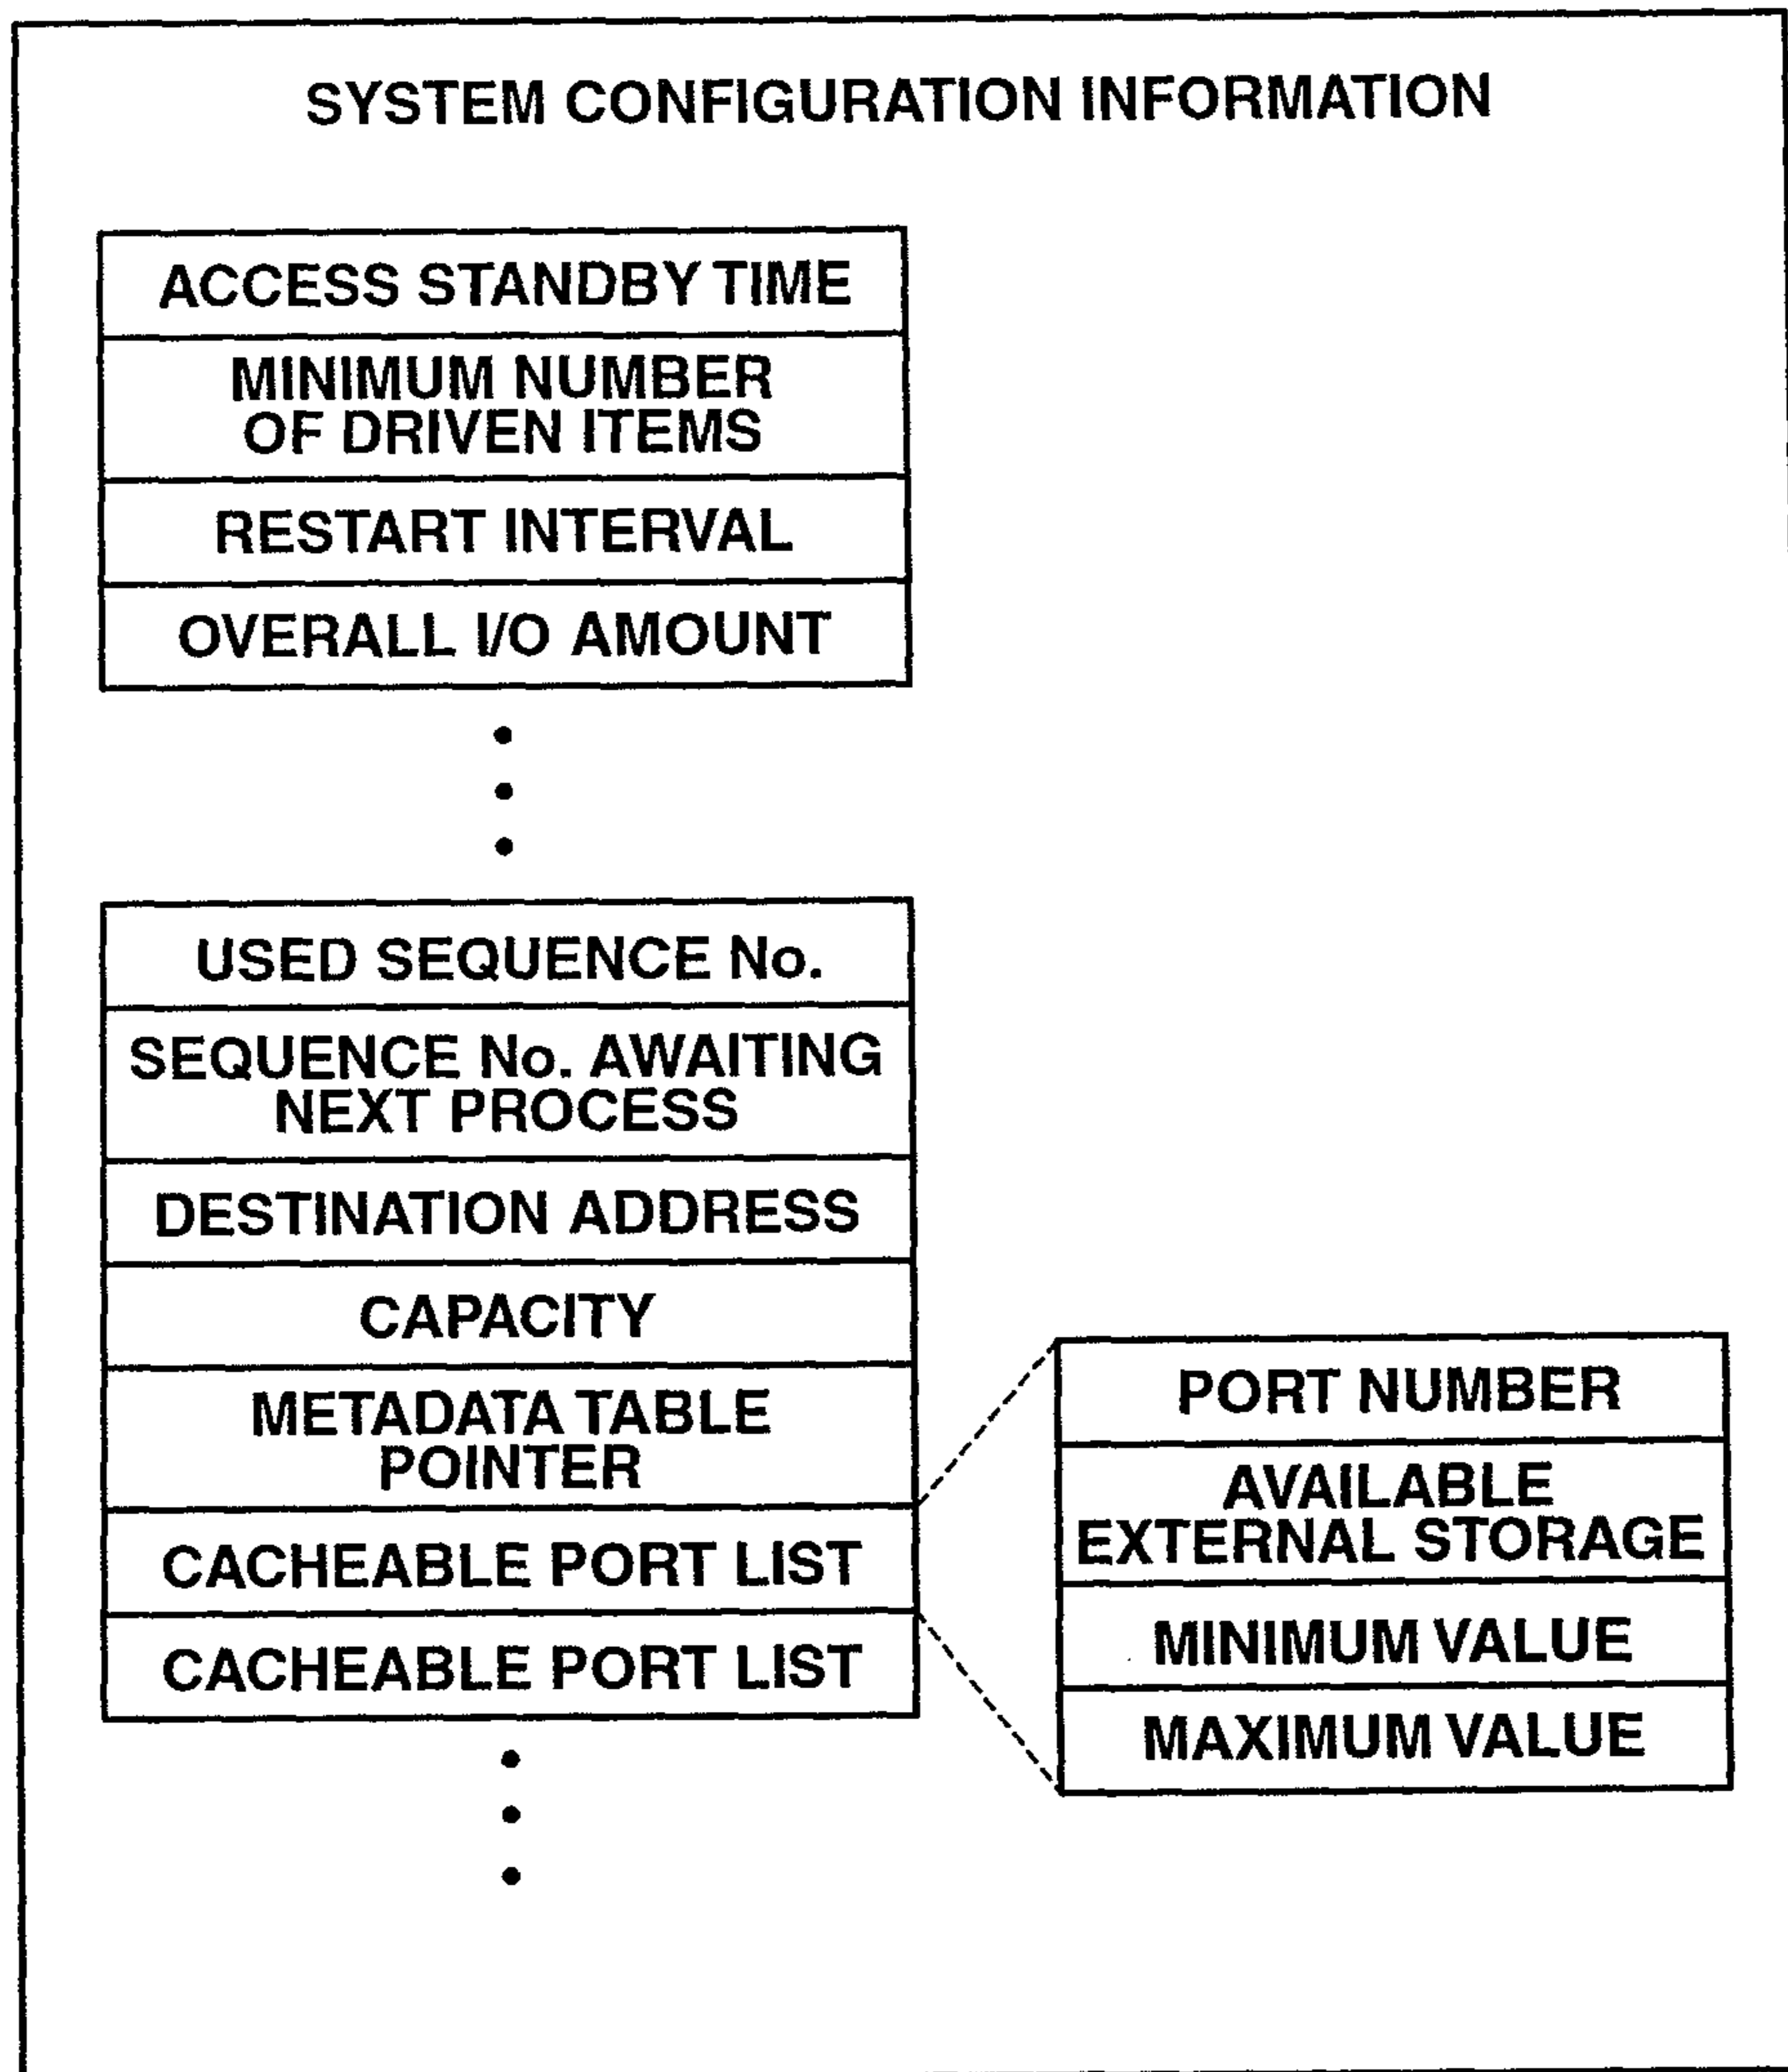 SYSTEM CONFIGURATION INFORMATION
ACCESS STANDBY TIME
MINIMUM NUMBER
OF DRIVEN ITEMS
RESTART INTERVAL
OVERALL I/O AMOUNT
USED SEQUENCE No.
SEQUENCE No. AWAITING
NEXT PROCESS
DESTINATION ADDRESS
CAPACITY
METADATA TABLE
POINTER
CACHEABLE PORT LIST
CACHEABLE PORT LIST
PORT NUMBER
AVAILABLE
EXTERNAL STORAGE
MINIMUM VALUE
MAXIMUM VALUE